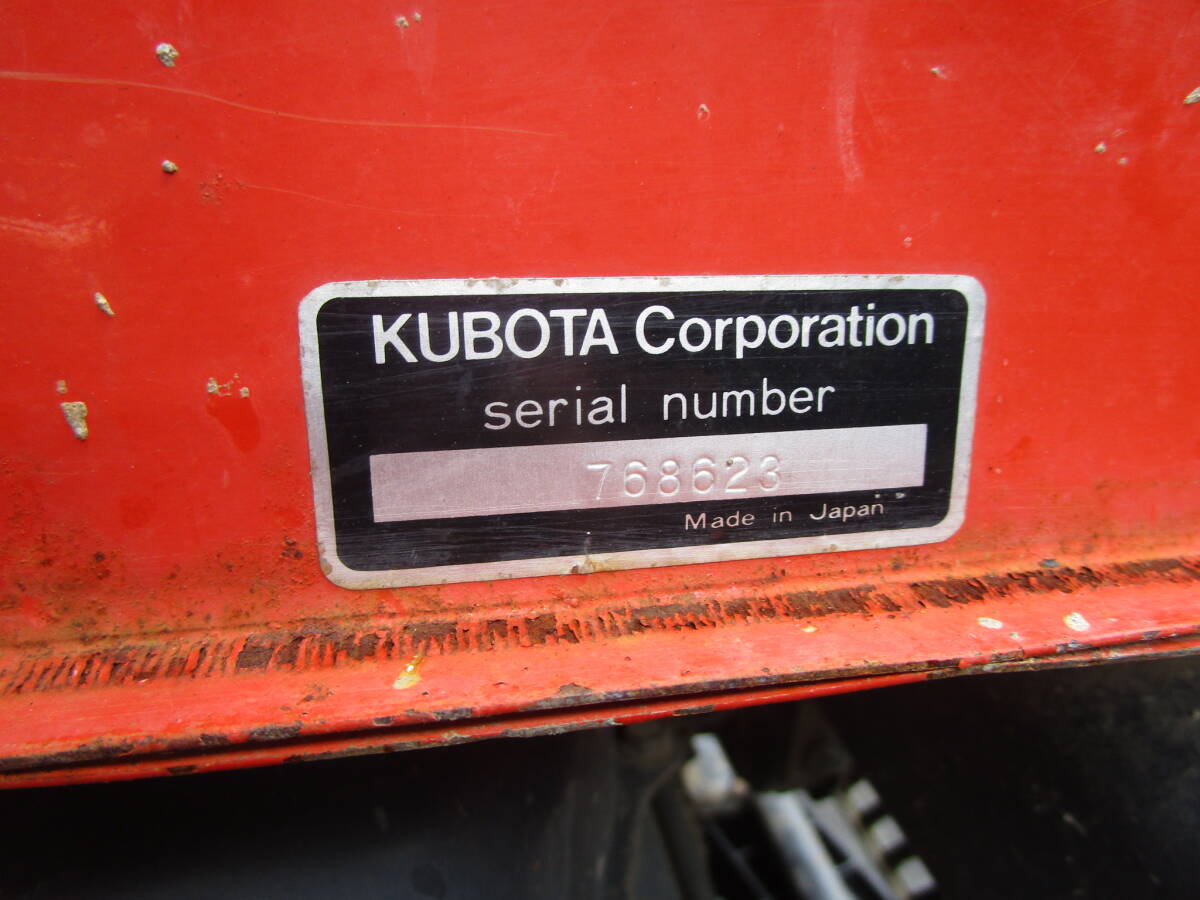 KUBOTA Corporation
serial number
768623
Made in Japan